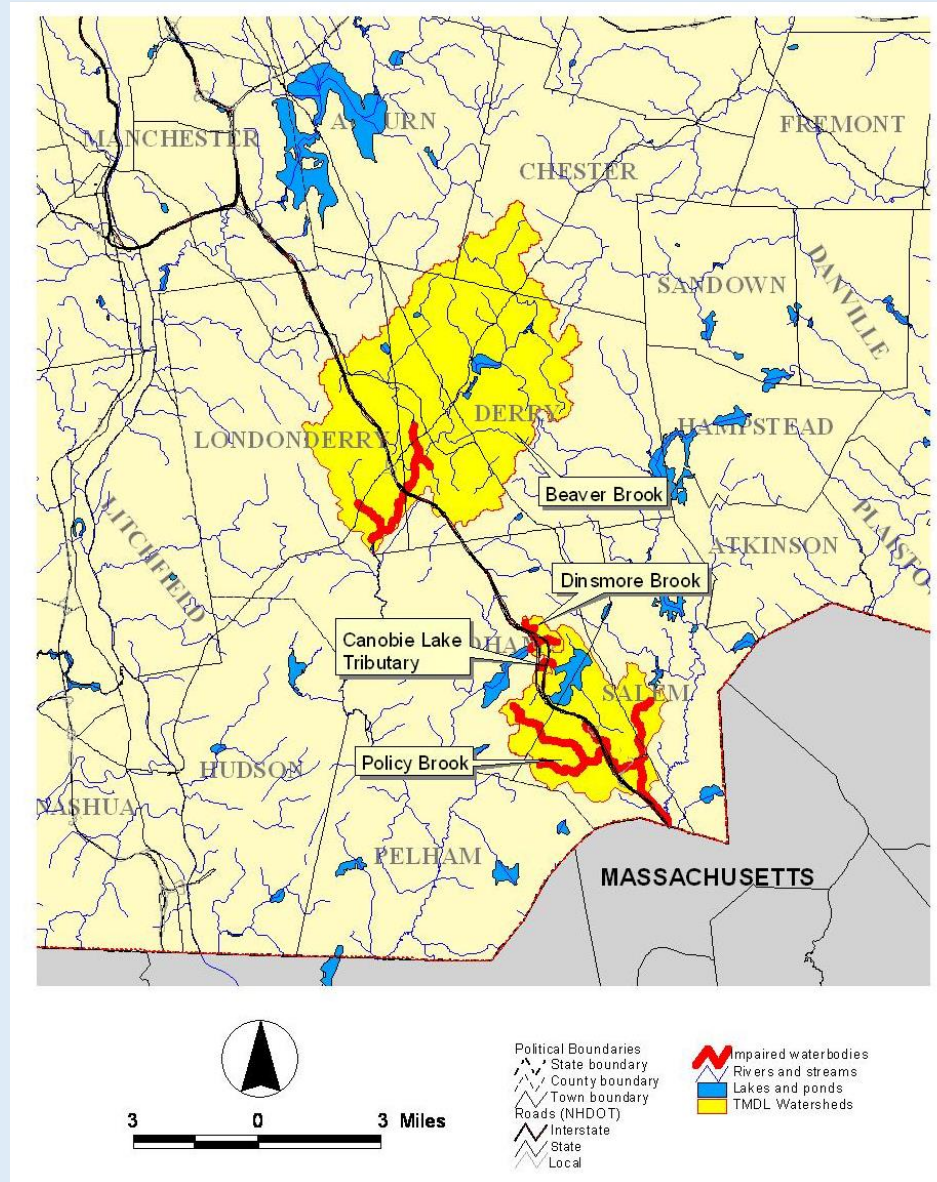 MANCHESTER
FREMONT
CHESTER
SANDOWN
DANVILLE
DERRY
LONDONDERRY
HAMPSTEAD
Beaver Brook
LITCHFIELD
ATKINSON
PLAISTO
Dinsmore Brook
Canobie Lake
Tributary
SALEM
Policy Brook
HUDSON
NASHUA
PELHAM
MASSACHUSETTS
3 0 3 Miles
Political Boundaries
State boundary
County boundary
Town boundary
Roads (NHDOT)
Interstate
State
Local
Impaired waterbodies
Rivers and streams
Lakes and ponds
TMDL Watersheds